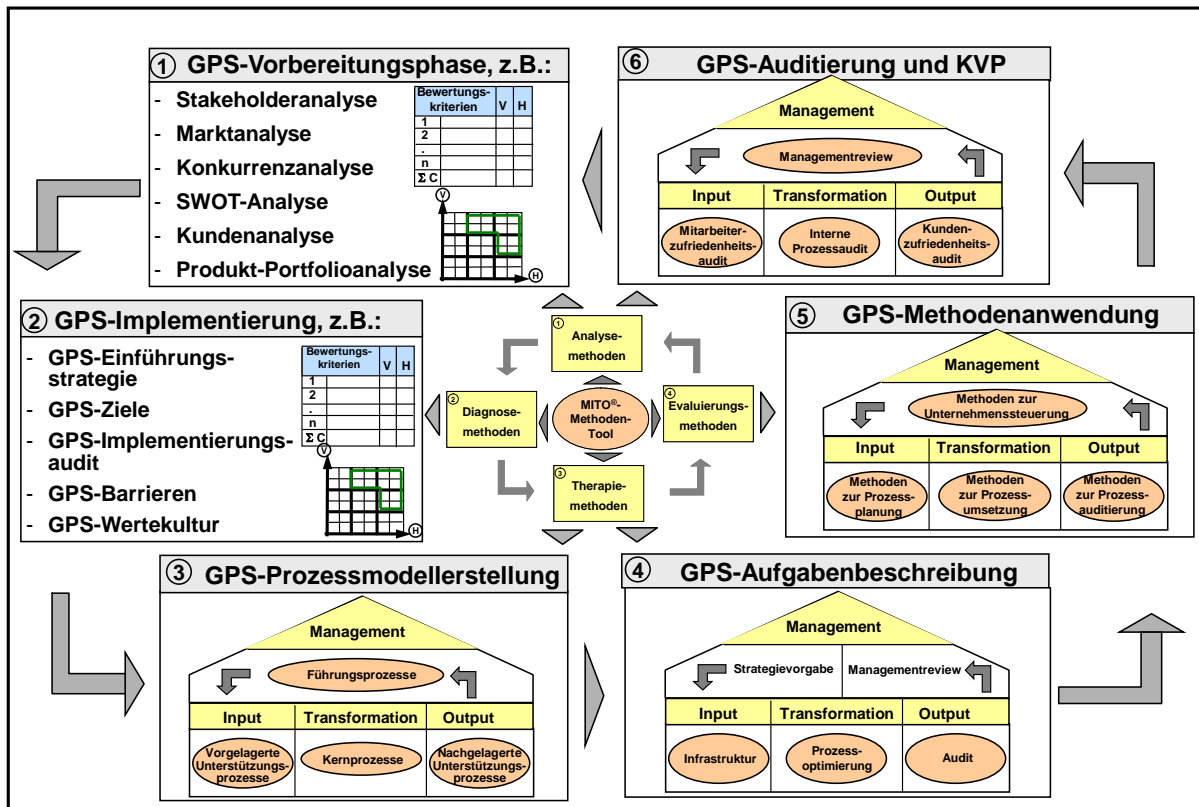 ① GPS-Vorbereitungsphase, z.B.:
- Stakeholderanalyse
- Marktanalyse
- Konkurrenzanalyse
- SWOT-Analyse
- Kundenanalyse
- Produkt-Portfolioanalyse
Bewertungs-
kriterien V H
1
2
.
n
Σ C
V
H
⑥ GPS-Auditierung und KVP
Management
Managementreview
Input Transformation Output
Mitarbeiter-
zufriedenheits-
audit
Interne
Prozessaudit
Kunden-
zufriedenheits-
audit
② GPS-Implementierung, z.B.:
- GPS-Einführungs-
strategie
- GPS-Ziele
- GPS-Implementierungs-
audit
- GPS-Barrieren
- GPS-Wertekultur
Bewertungs-
kriterien V H
1
2
.
n
Σ C
V
H
①
Analyse-
methoden
②
Diagnose-
methoden
MITO®-
Methoden-
Tool
④
Evaluierungs-
methoden
③
Therapie-
methoden
⑤ GPS-Methodenanwendung
Management
Methoden zur
Unternehmenssteuerung
Input Transformation Output
Methoden
zur Prozess-
planung
Methoden
zur Prozess-
umsetzung
Methoden
zur Prozess-
auditierung
③ GPS-Prozessmodellerstellung
Management
Führungsprozesse
Input Transformation Output
Vorgelagerte
Unterstützungs-
prozesse
Kernprozesse
Nachgelagerte
Unterstützungs-
prozesse
④ GPS-Aufgabenbeschreibung
Management
Strategievorgabe Managementreview
Input Transformation Output
Infrastruktur
Prozess-
optimierung
Audit